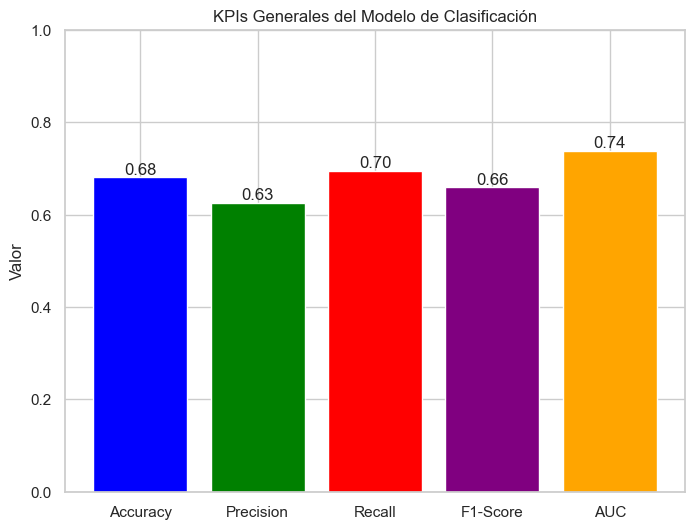 KPIs Generales del Modelo de Clasificación
1.0
0.8
0.6
0.4
0.2
0.0
Valor
0.68
0.63
0.70
0.66
0.74
Accuracy
Precision
Recall
F1-Score
AUC